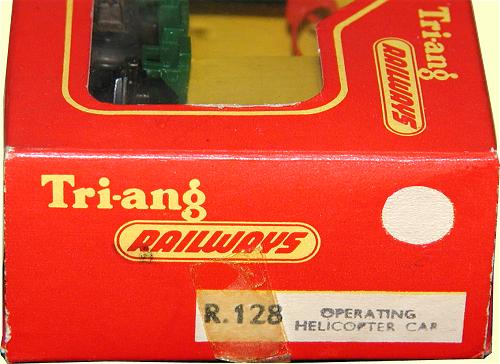 Tri-ang
RAILWAYS
Tri-ang
RAILWAYS
R.128
OPERATING
HELICOPTER CAR